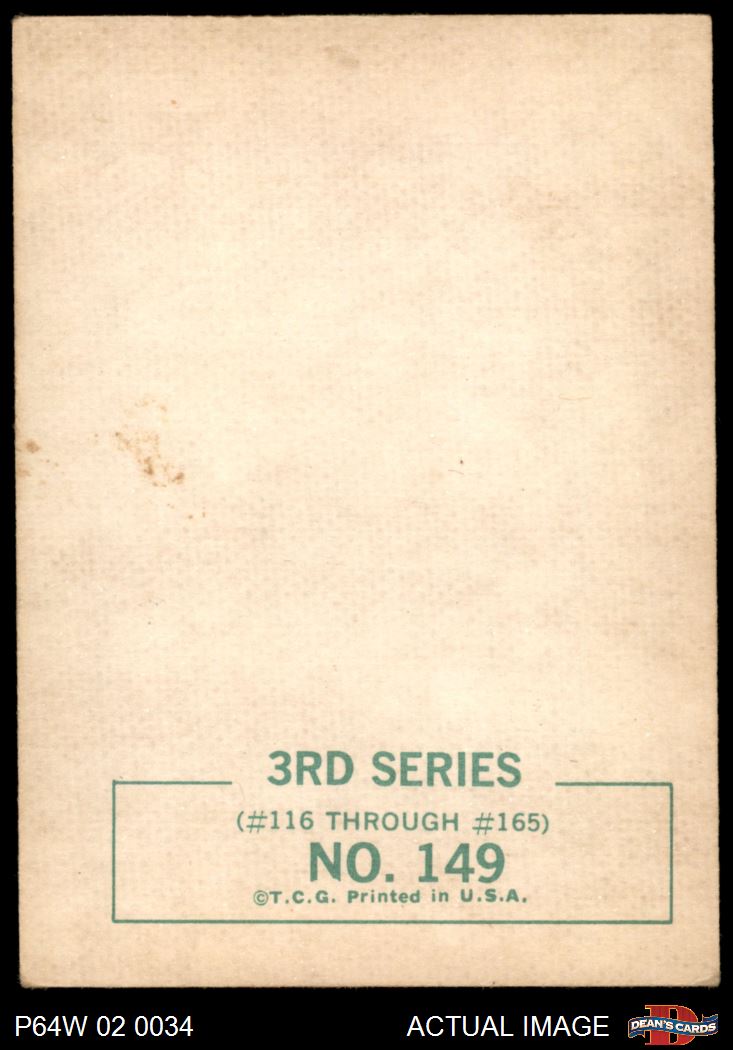 3RD SERIES
(#116 THROUGH #165)
NO. 149
©T.C.G. Printed in U.S.A.
P64W 02 0034
ACTUAL IMAGE
D
DEAN'S CARDS